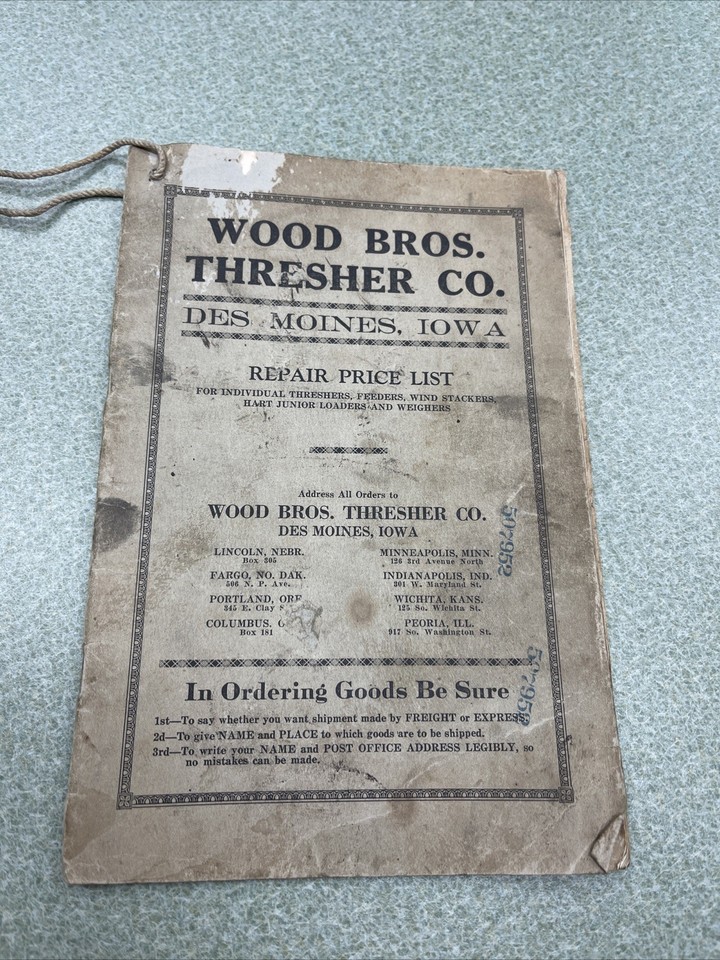 WOOD BROS.
THRESHER CO.
DES MOINES, IOWA
REPAIR PRICE LIST
FOR INDIVIDUAL THRESHERS, FEEDERS, WIND STACKERS,
HART JUNIOR LOADERS AND WEIGHERS
Address All Orders to
WOOD BROS. THRESHER CO.
DES MOINES, IOWA
LINCOLN, NEBR.
Box 305
FARGO, NO. DAK.
506 N. P. Ave.
PORTLAND, ORE
345 E. Clay S
COLUMBUS.
Box 181
MINNEAPOLIS, MINN.
126 3rd Avenue North
INDIANAPOLIS, IND.
201 W. Maryland St.
WICHITA, KANS.
125 So. Wichita St.
PEORIA, ILL.
917 So. Washington St.
507952
507952
In Ordering Goods Be Sure
1st—To say whether you want shipment made by FREIGHT or EXPRESS.
2d—To give NAME and PLACE to which goods are to be shipped.
3rd—To write your NAME and POST OFFICE ADDRESS LEGIBLY, so
no mistakes can be made.